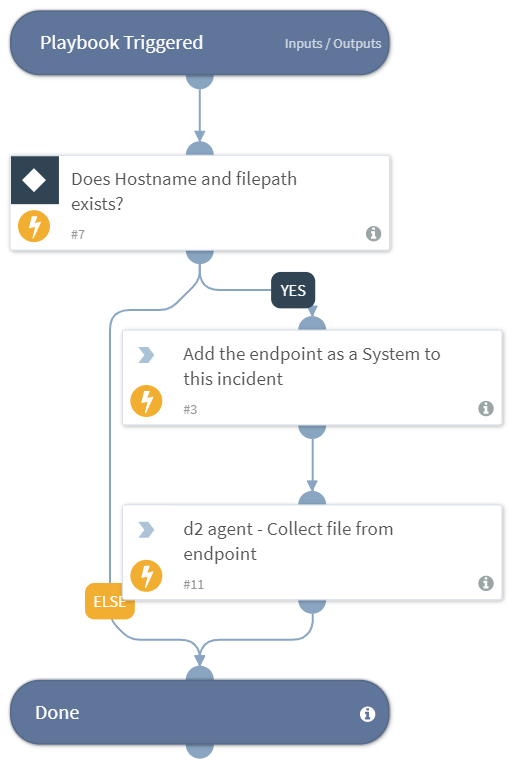 Playbook Triggered
Inputs / Outputs
Does Hostname and filepath
exists?
#7
YES
Add the endpoint as a System to
this incident
#3
d2 agent - Collect file from
endpoint
#11
ELSE
Done